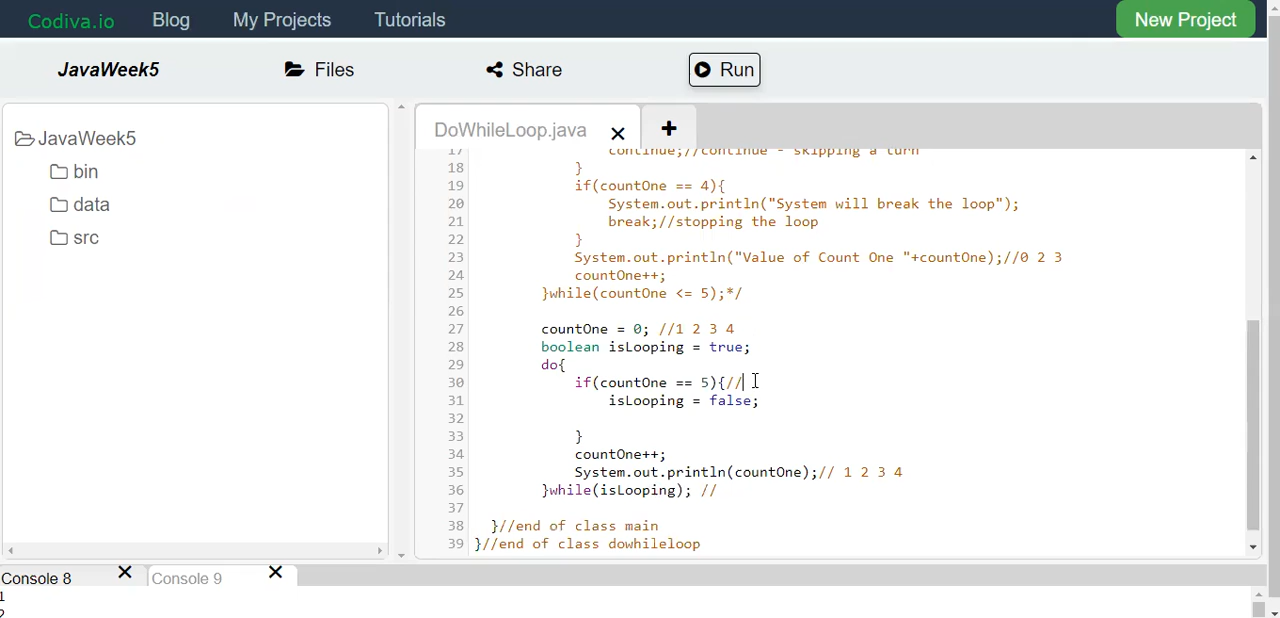 Codiva.io Blog My Projects Tutorials New Project
JavaWeek5 Files Share Run
JavaWeek5
bin
data
src
DoWhileLoop.java
17 continue;//continue - skipping a turn
18 }
19 if(countOne == 4){
20 System.out.println("System will break the loop");
21 break;//stopping the loop
22 }
23 System.out.println("Value of Count One "+countOne);//0 2 3
24 countOne++;
25 }while(countOne <= 5);*/
26
27 countOne = 0; //1 2 3 4
28 boolean isLooping = true;
29 do{
30 if(countOne == 5){//
31 isLooping = false;
32
33 }
34 countOne++;
35 System.out.println(countOne);// 1 2 3 4
36 }while(isLooping); //
37
38 }//end of class main
39 }//end of class dowhileloop
Console 8 Console 9
1
2